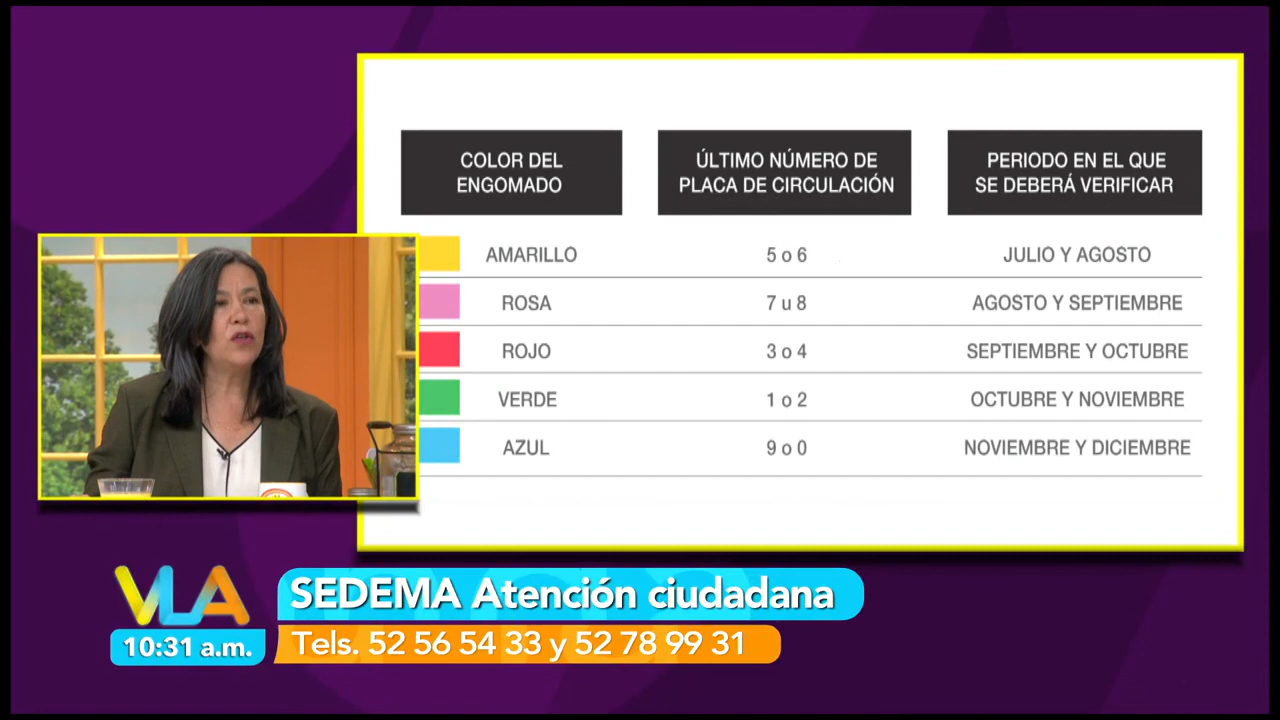 COLOR DEL
ENGOMADO
ÚLTIMO NÚMERO DE
PLACA DE CIRCULACIÓN
PERIODO EN EL QUE
SE DEBERÁ VERIFICAR
AMARILLO 5 o 6 JULIO Y AGOSTO
ROSA 7 u 8 AGOSTO Y SEPTIEMBRE
ROJO 3 o 4 SEPTIEMBRE Y OCTUBRE
VERDE 1 o 2 OCTUBRE Y NOVIEMBRE
AZUL 9 o 0 NOVIEMBRE Y DICIEMBRE
VLA
10:31 a.m.
SEDEMA Atención ciudadana
Tels. 52 56 54 33 y 52 78 99 31